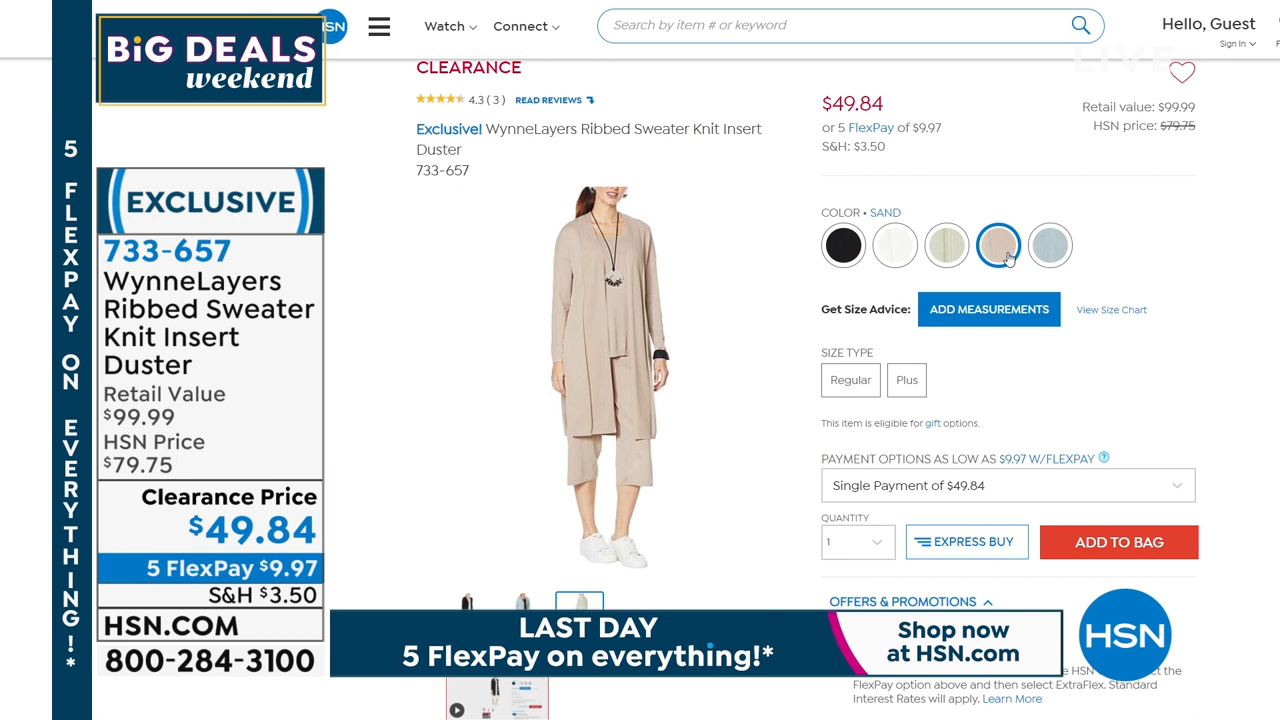 BiG DEALS
weekend
5 FLEXPAY ON EVERYTHING!*
EXCLUSIVE
733-657
WynneLayers
Ribbed Sweater
Knit Insert
Duster
Retail Value
$99.99
HSN Price
$79.75
Clearance Price
$49.84
5 FlexPay $9.97
S&H $3.50
HSN.COM
800-284-3100
HSN
Watch
Connect
Search by item # or keyword
Hello, Guest
Sign In
LIVE
CLEARANCE
4.3 ( 3 ) READ REVIEWS
Exclusive! WynneLayers Ribbed Sweater Knit Insert
Duster
733-657
$49.84
or 5 FlexPay of $9.97
S&H: $3.50
Retail value: $99.99
HSN price: $79.75
COLOR • SAND
Get Size Advice: ADD MEASUREMENTS View Size Chart
SIZE TYPE
Regular Plus
This item is eligible for gift options.
PAYMENT OPTIONS AS LOW AS $9.97 W/FLEXPAY ?
Single Payment of $49.84
QUANTITY
1
EXPRESS BUY
ADD TO BAG
OFFERS & PROMOTIONS
LAST DAY
5 FlexPay on everything!*
Shop now
at HSN.com
HSN
HSN
FlexPay option above and then select ExtraFlex. Standard
Interest Rates will apply. Learn More